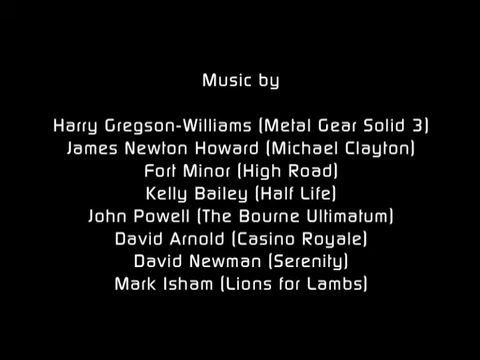 Music by
Harry Gregson-Williams (Metal Gear Solid 3)
James Newton Howard (Michael Clayton)
Fort Minor (High Road)
Kelly Bailey (Half Life)
John Powell (The Bourne Ultimatum)
David Arnold (Casino Royale)
David Newman (Serenity)
Mark Isham (Lions for Lambs)